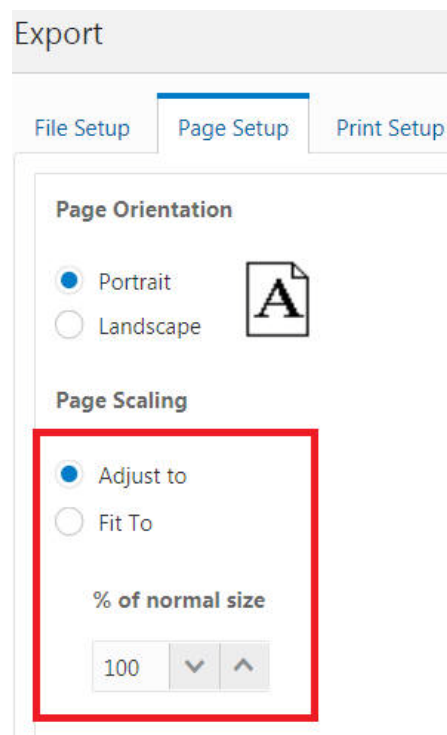 Export
File Setup Page Setup Print Setup
Page Orientation
Portrait
A
Landscape
Page Scaling
Adjust to
Fit To
% of normal size
100